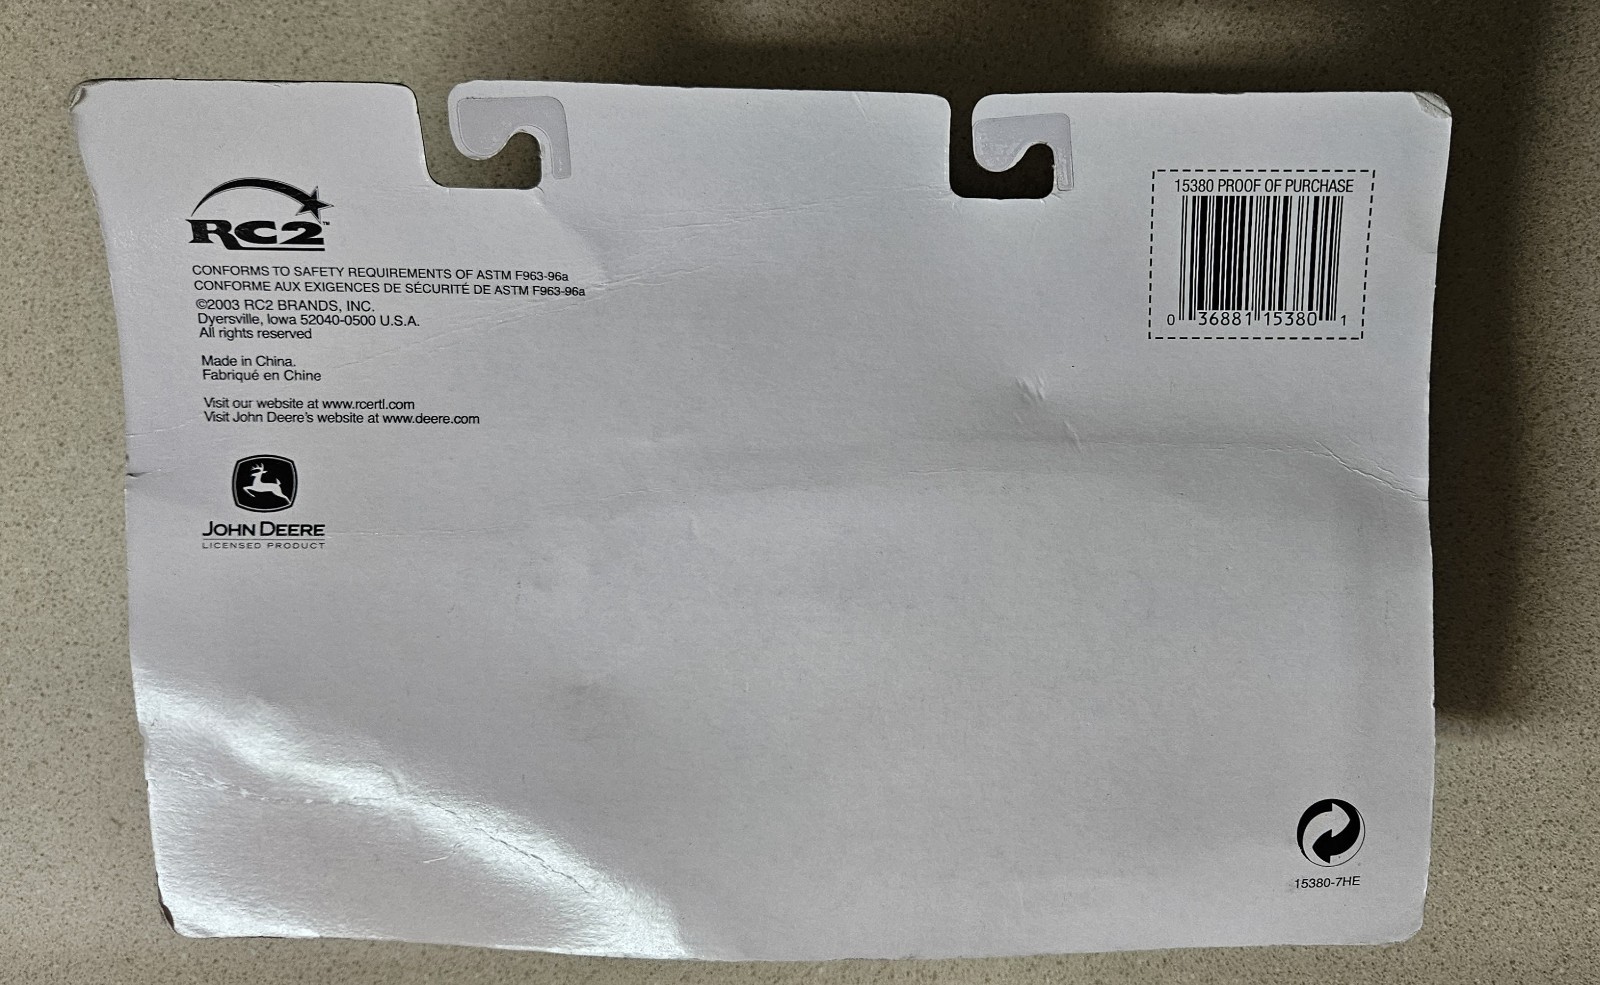 RC2™
CONFORMS TO SAFETY REQUIREMENTS OF ASTM F963-96a
CONFORME AUX EXIGENCES DE SÉCURITÉ DE ASTM F963-96a
©2003 RC2 BRANDS, INC.
Dyersville, Iowa 52040-0500 U.S.A.
All rights reserved
Made in China.
Fabriqué en Chine
Visit our website at www.rcertl.com
Visit John Deere's website at www.deere.com
JOHN DEERE
LICENSED PRODUCT
15380 PROOF OF PURCHASE
0 36881 15380 1
15380-7HE